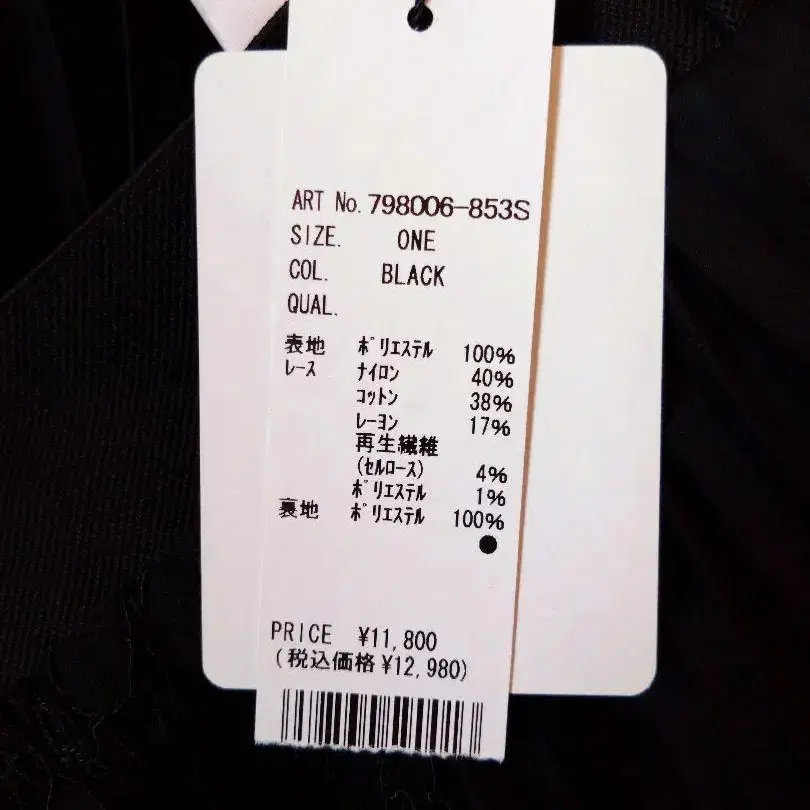 ART No. 798006-853S
SIZE. ONE
COL. BLACK
QUAL.
表地 ポリエステル 100%
レース ナイロン 40%
コットン 38%
レーヨン 17%
再生繊維
(セルロース) 4%
ポリエステル 1%
裏地 ポリエステル 100%
PRICE ¥11,800
(税込価格 ¥12,980)